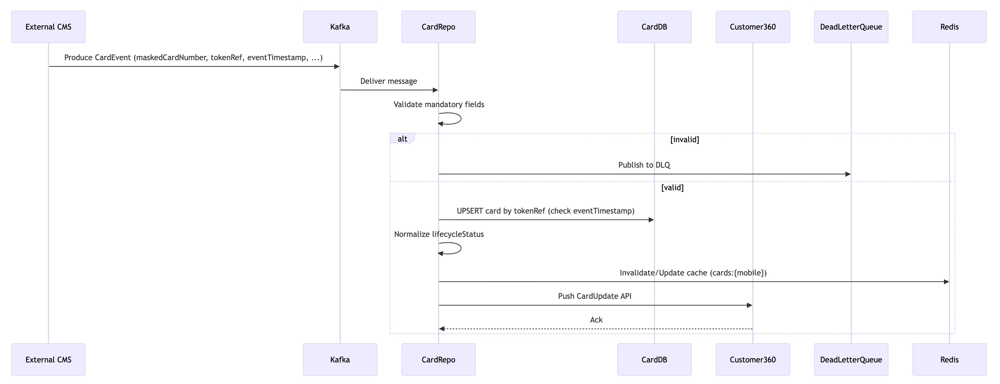 External CMS
Kafka
CardRepo
CardDB
Customer360
DeadLetterQueue
Redis
Produce CardEvent (maskedCardNumber, tokenRef, eventTimestamp, ...)
Deliver message
Validate mandatory fields
alt
[invalid]
Publish to DLQ
[valid]
UPSERT card by tokenRef (check eventTimestamp)
Normalize lifecycleStatus
Invalidate/Update cache (cards:{mobile})
Push CardUpdate API
Ack
External CMS
Kafka
CardRepo
CardDB
Customer360
DeadLetterQueue
Redis